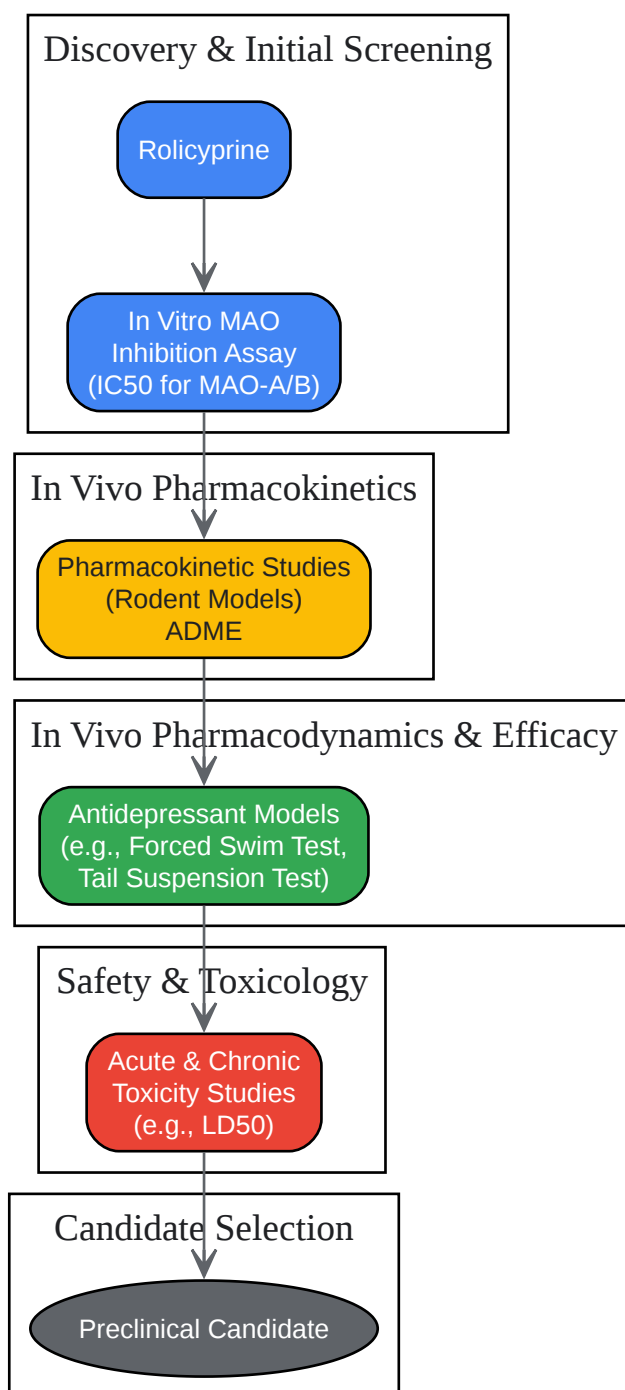 Discovery & Initial Screening
Rolicyprine
In Vitro MAO
Inhibition Assay
(IC50 for MAO-A/B)
In Vivo Pharmacokinetics
Pharmacokinetic Studies
(Rodent Models)
ADME
In Vivo Pharmacodynamics & Efficacy
Antidepressant Models
(e.g., Forced Swim Test,
Tail Suspension Test)
Safety & Toxicology
Acute & Chronic
Toxicity Studies
(e.g., LD50)
Candidate Selection
Preclinical Candidate